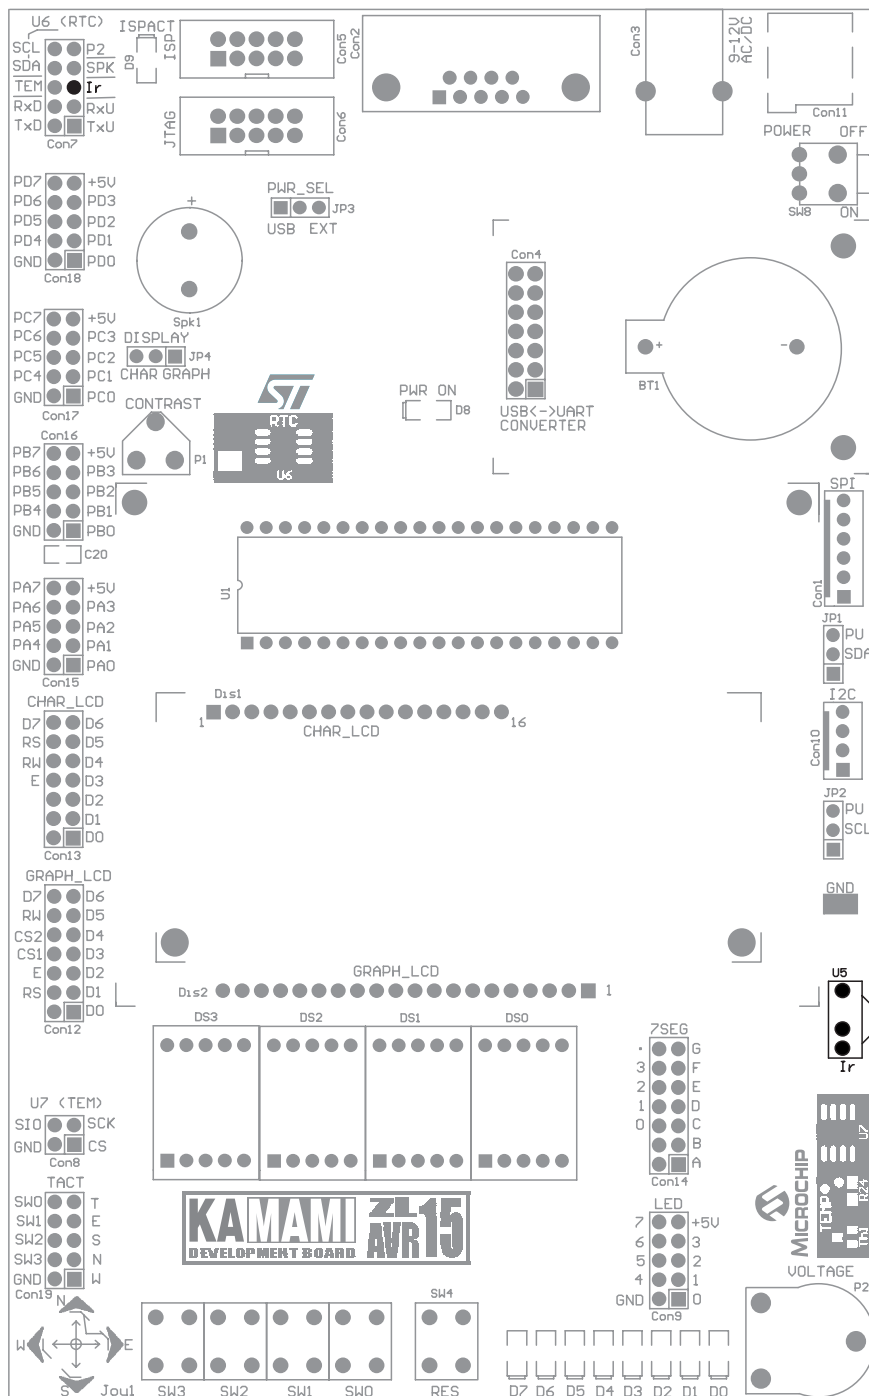 U6 (RTC)
SCL P2
SDA SPK
TEM Ir
RxD RxU
TxD TxU
Con7
ISPACT
D9
ISP
Con5
JTAG
Con6
Con2
Con3
9-12V
AC/DC
Con11
POWER OFF
SW8 ON
PD7 +5V
PD6 PD3
PD5 PD2
PD4 PD1
GND PD0
Con18
+
Spk1
PWR_SEL
JP3
USB EXT
Con4
USB<->UART
CONVERTER
+ -
BT1
PC7 +5V
PC6 PC3
PC5 PC2
PC4 PC1
GND PC0
Con17
DISPLAY
JP4
CHAR GRAPH
ST
RTC
U6
PWR ON
D8
CONTRAST
P1
Con16
PB7 +5V
PB6 PB3
PB5 PB2
PB4 PB1
GND PB0
C20
U1
SPI
Con1
PA7 +5V
PA6 PA3
PA5 PA2
PA4 PA1
GND PA0
Con15
JP1
PU
SDA
I2C
Con10
JP2
PU
SCL
GND
CHAR_LCD
D7 D6
RS D5
RW D4
E D3
D2
D1
D0
Con13
Dis1
1 16
CHAR_LCD
GRAPH_LCD
D7 D6
RW D5
CS2 D4
CS1 D3
E D2
RS D1
D0
Con12
GRAPH_LCD
Dis2 1
U5
Ir
DS3 DS2 DS1 DS0
7SEG
. G
3 F
2 E
1 D
0 C
B
A
Con14
U7 (TEM)
SIO SCK
GND CS
Con8
TACT
SW0 T
SW1 E
SW2 S
SW3 N
GND W
Con19
KAMAMI ZL15AVR
DEVELOPMENT BOARD
LED
7 +5V
6 3
5 2
4 1
GND 0
Con9
MICROCHIP
TEMP
U7
R24
TH1
VOLTAGE
P2
N
W E
S Joy1
SW3 SW2 SW1 SW0
SW4
RES
D7 D6 D5 D4 D3 D2 D1 D0